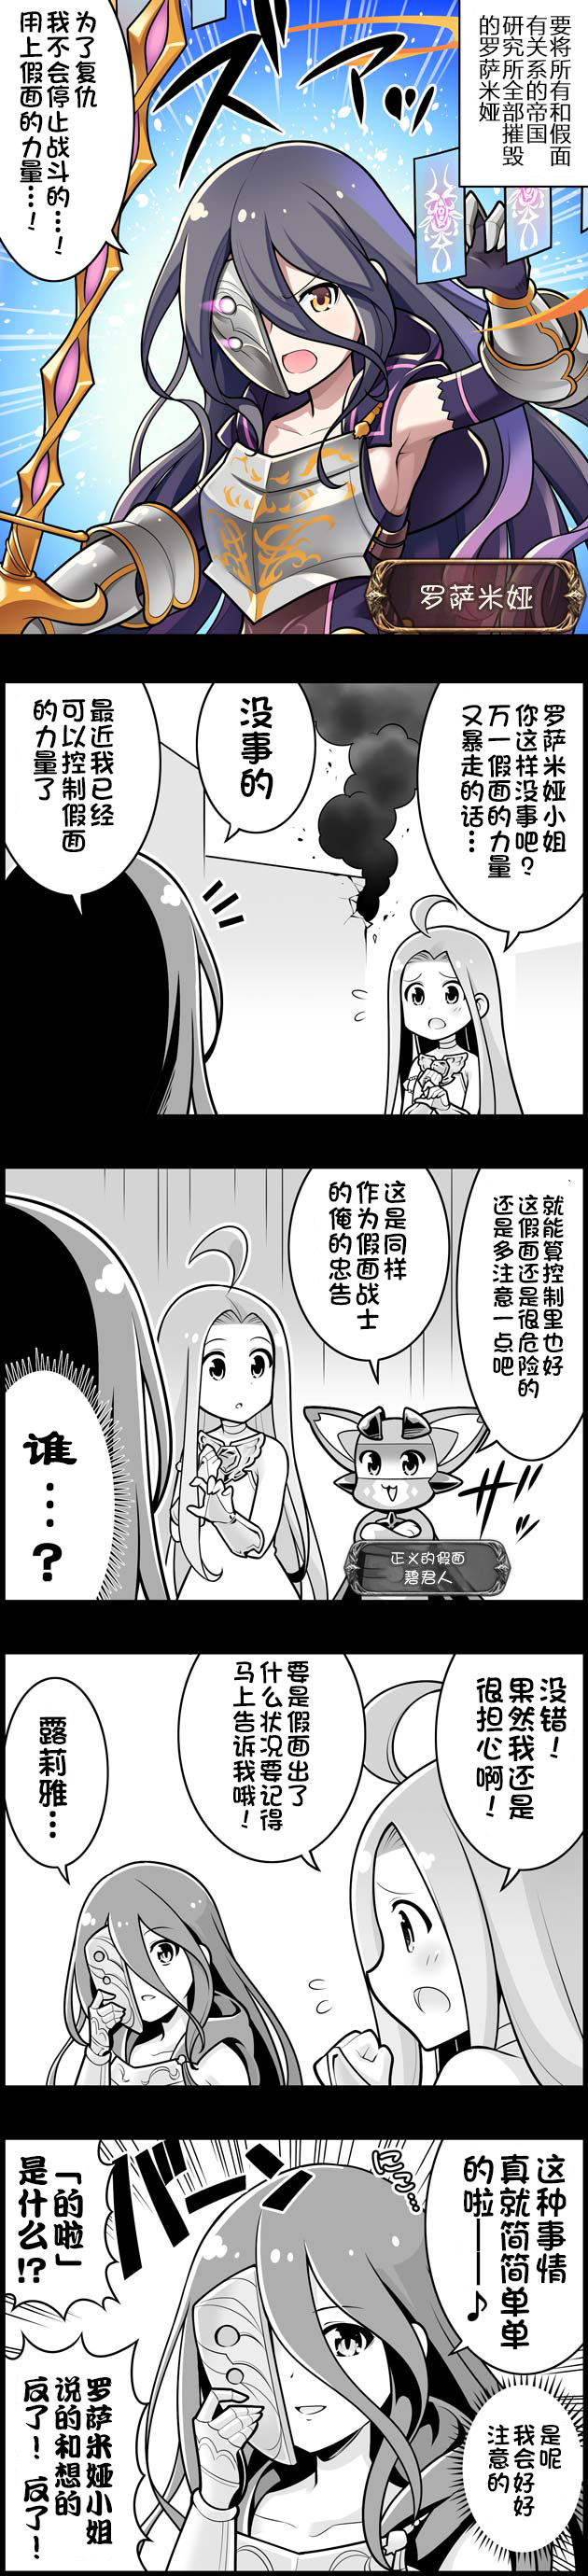 要将所有和假面
有关系的帝国
研究所全部摧毁
的罗萨米娅
ズアッ
为了复仇
我不会停止战斗的…！
用上假面的力量…！
罗萨米娅
罗萨米娅小姐
你这样没事吧？
万一假面的力量
又暴走的话…
没事的
最近我已经
可以控制假面
的力量了
就能算控制里也好
这假面还是很危险的
还是多注意一点吧
这是同样
作为假面战士
的俺的忠告
正义的假面
碧君人
谁…？
没错！
果然我还是
很担心啊！
要是假面出了
什么状况要记得
马上告诉我哦！
露莉雅…
这种事情
真就简简单单
的啦——♪
是呢
我会好好
注意的
にこ…
バーン
「的啦」
是什么!?
罗萨米娅小姐
说的和想的
反了！反了！